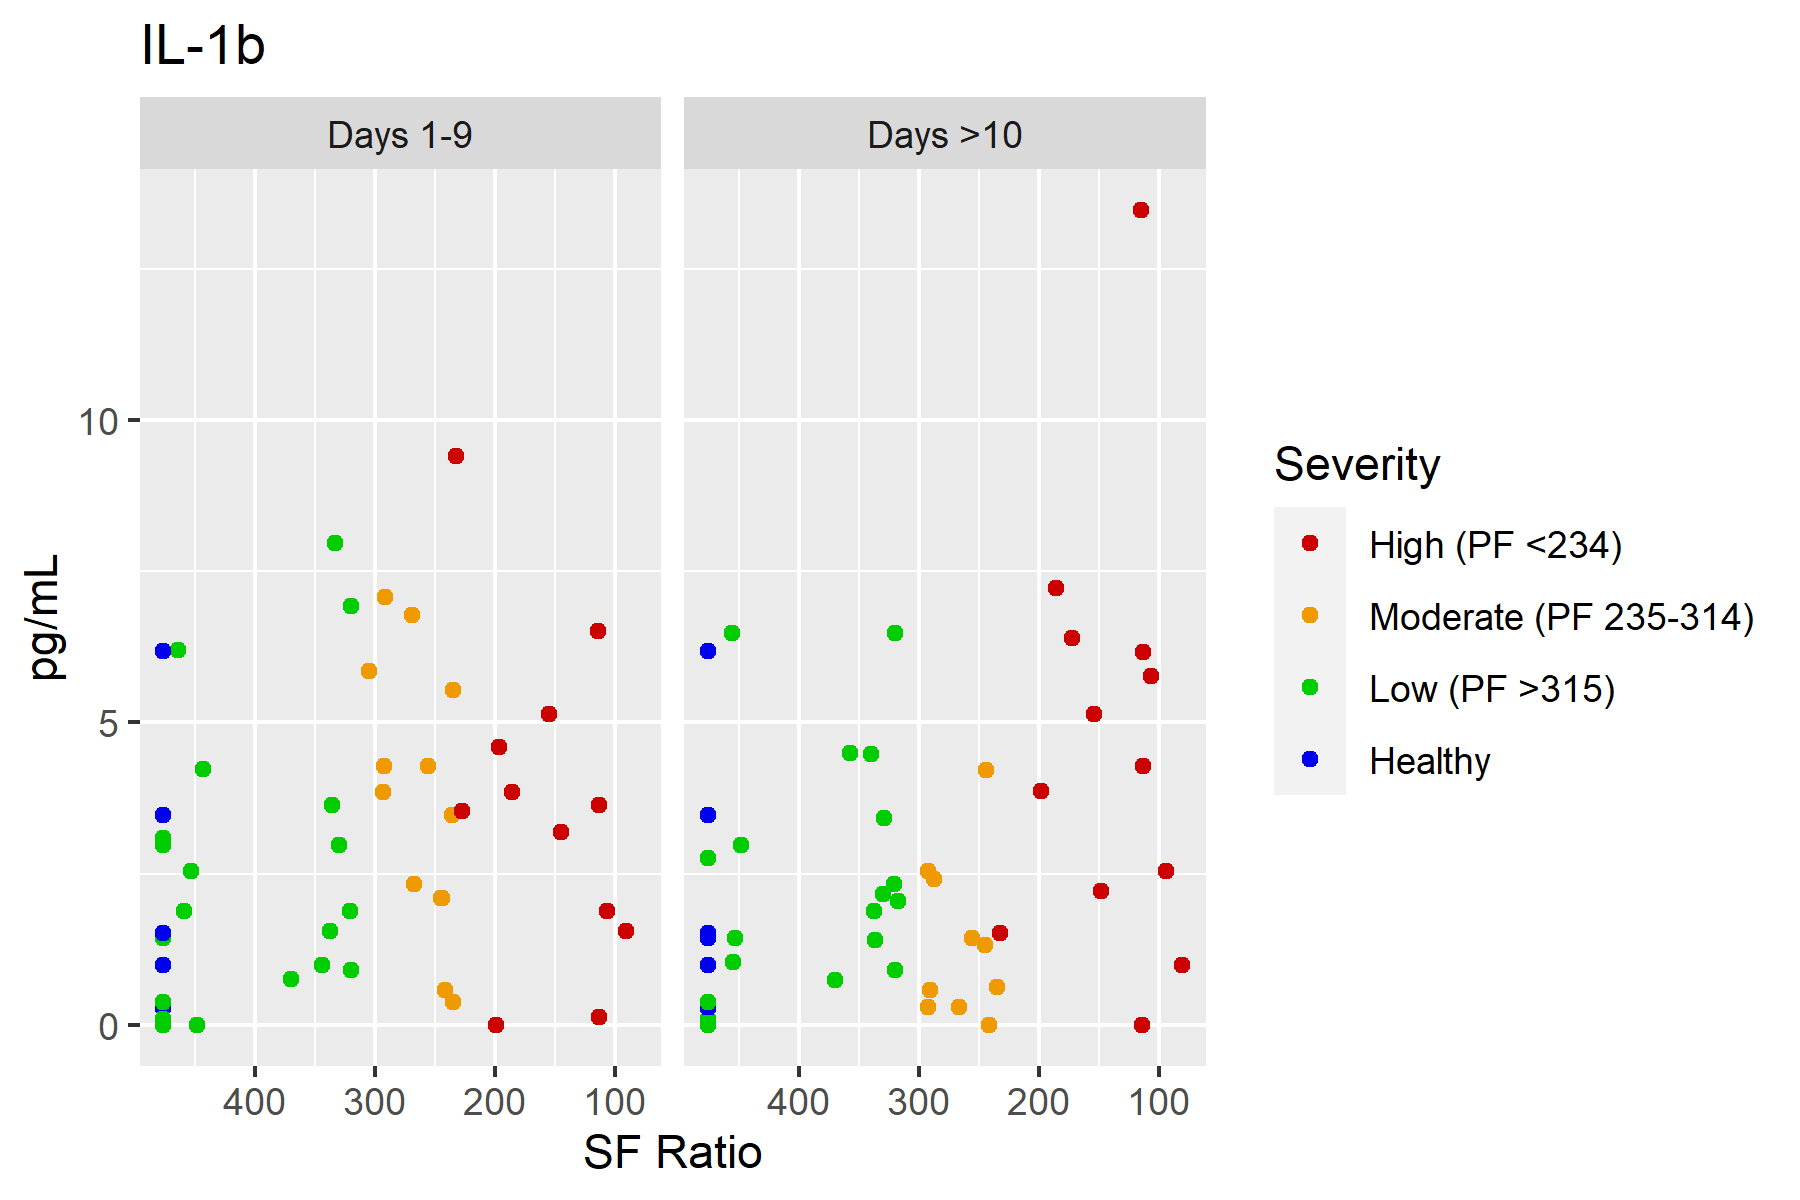 IL-1b
Days 1-9
Days >10
10
5
0
pg/mL
400 300 200 100
400 300 200 100
SF Ratio
Severity
High (PF <234)
Moderate (PF 235-314)
Low (PF >315)
Healthy